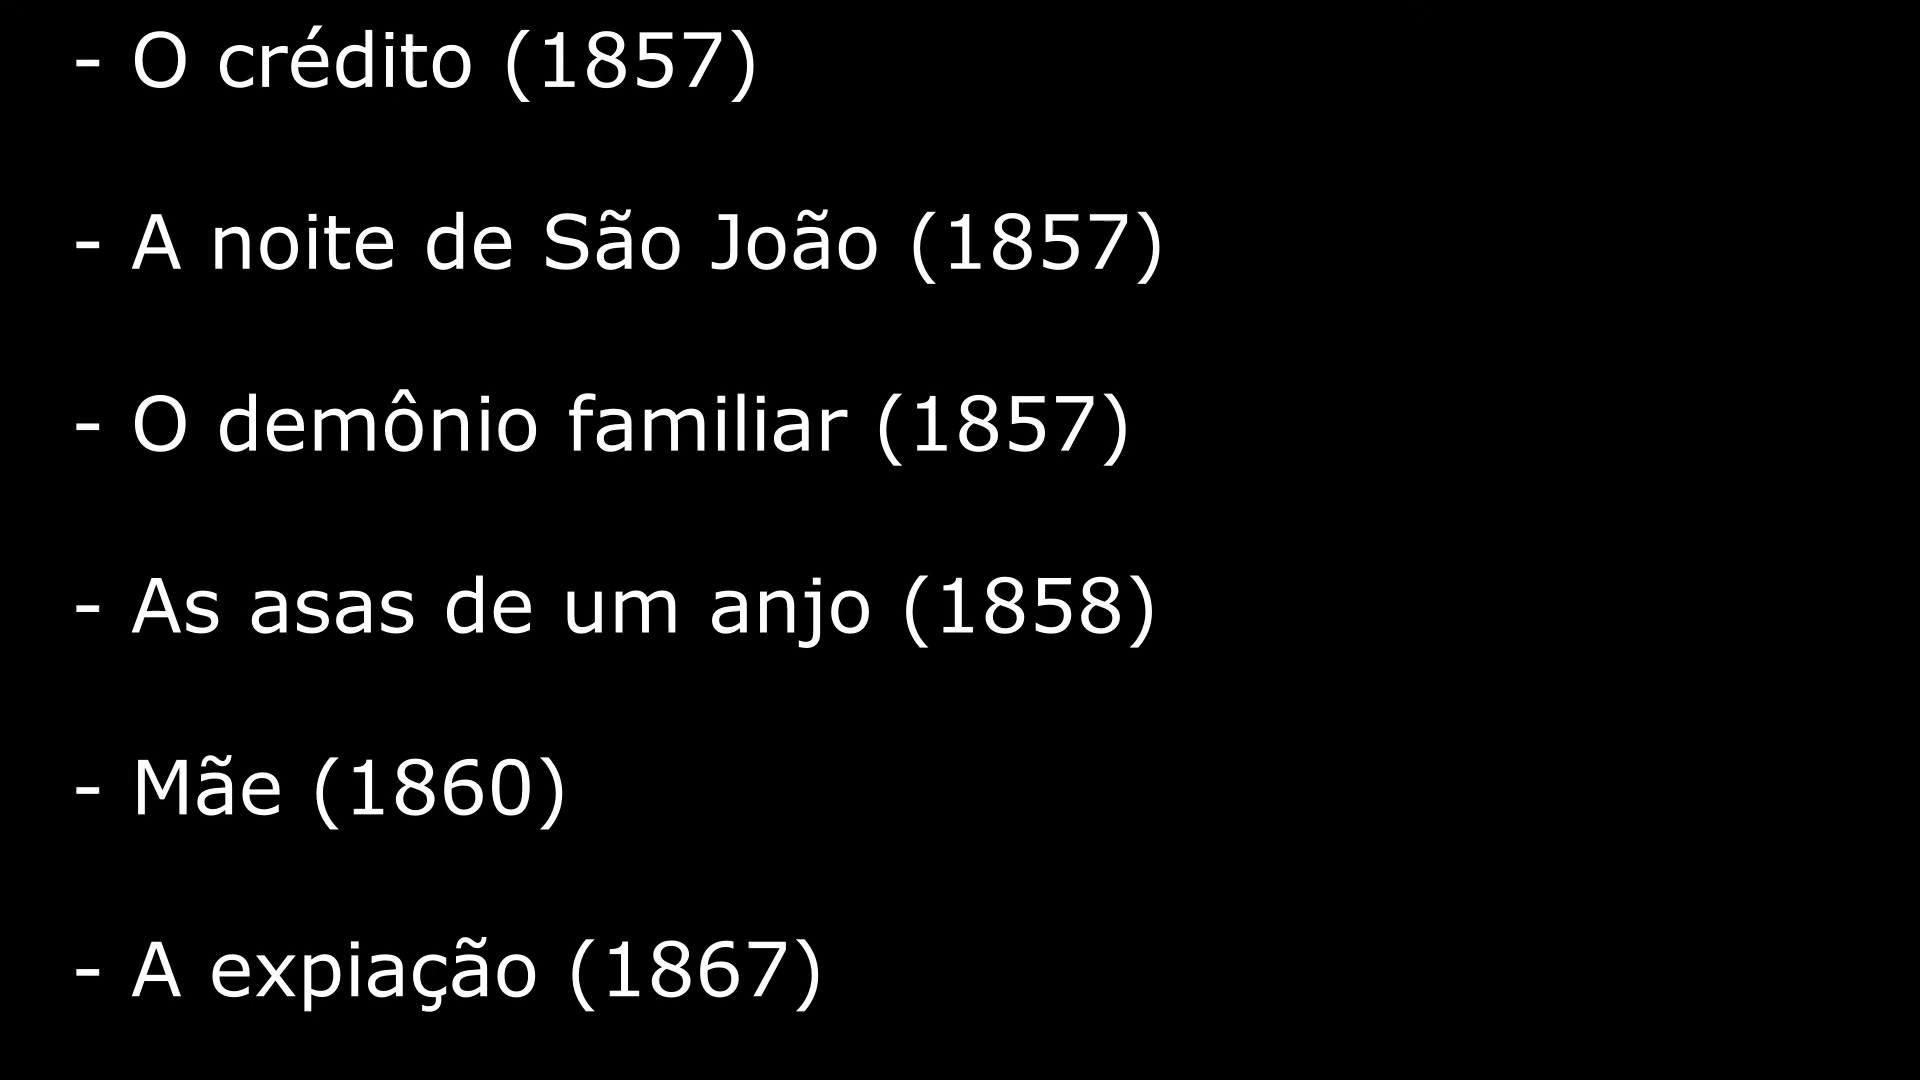 - O crédito (1857)
- A noite de São João (1857)
- O demônio familiar (1857)
- As asas de um anjo (1858)
- Mãe (1860)
- A expiação (1867)